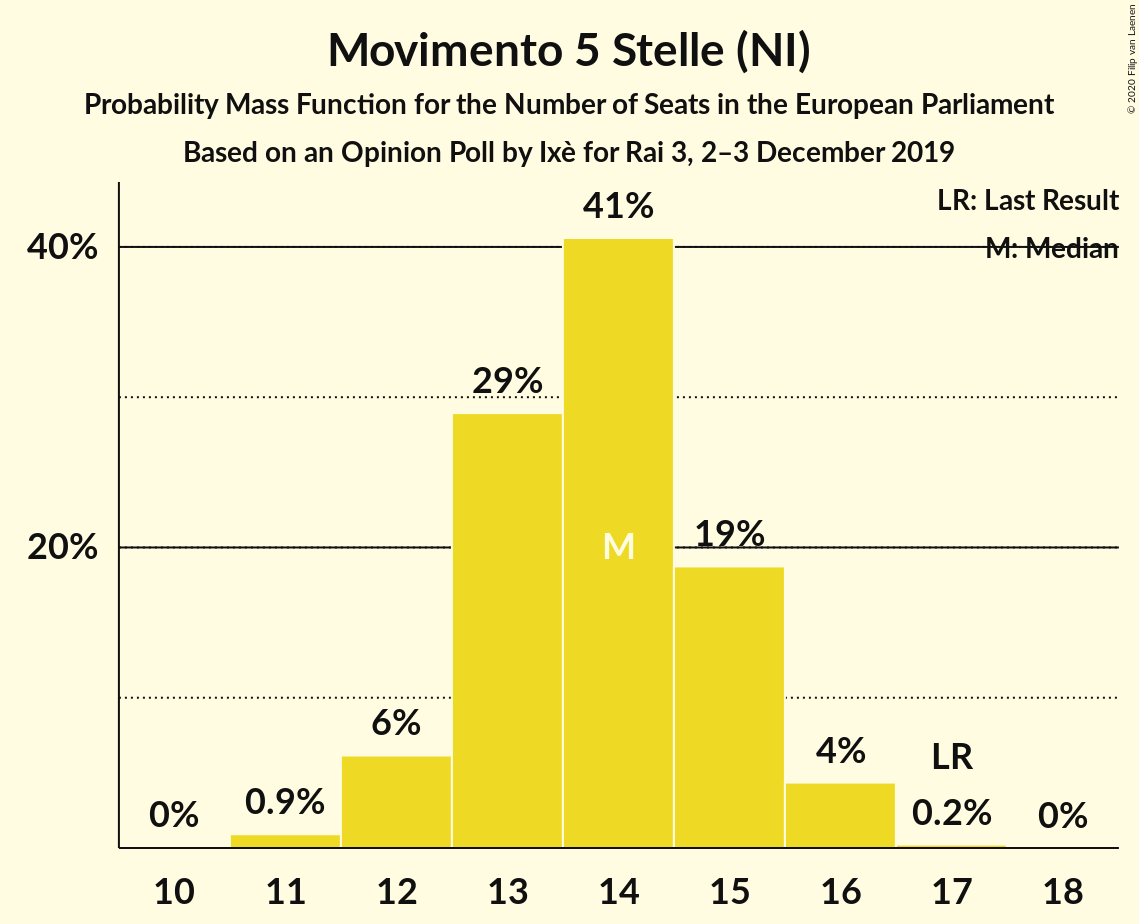 Movimento 5 Stelle (NI)
Probability Mass Function for the Number of Seats in the European Parliament
Based on an Opinion Poll by Ixè for Rai 3, 2–3 December 2019
© 2020 Filip van Laenen
LR: Last Result
M: Median
40%
20%
0%
0.9%
6%
29%
41%
M
19%
4%
LR
0.2%
0%
10 11 12 13 14 15 16 17 18